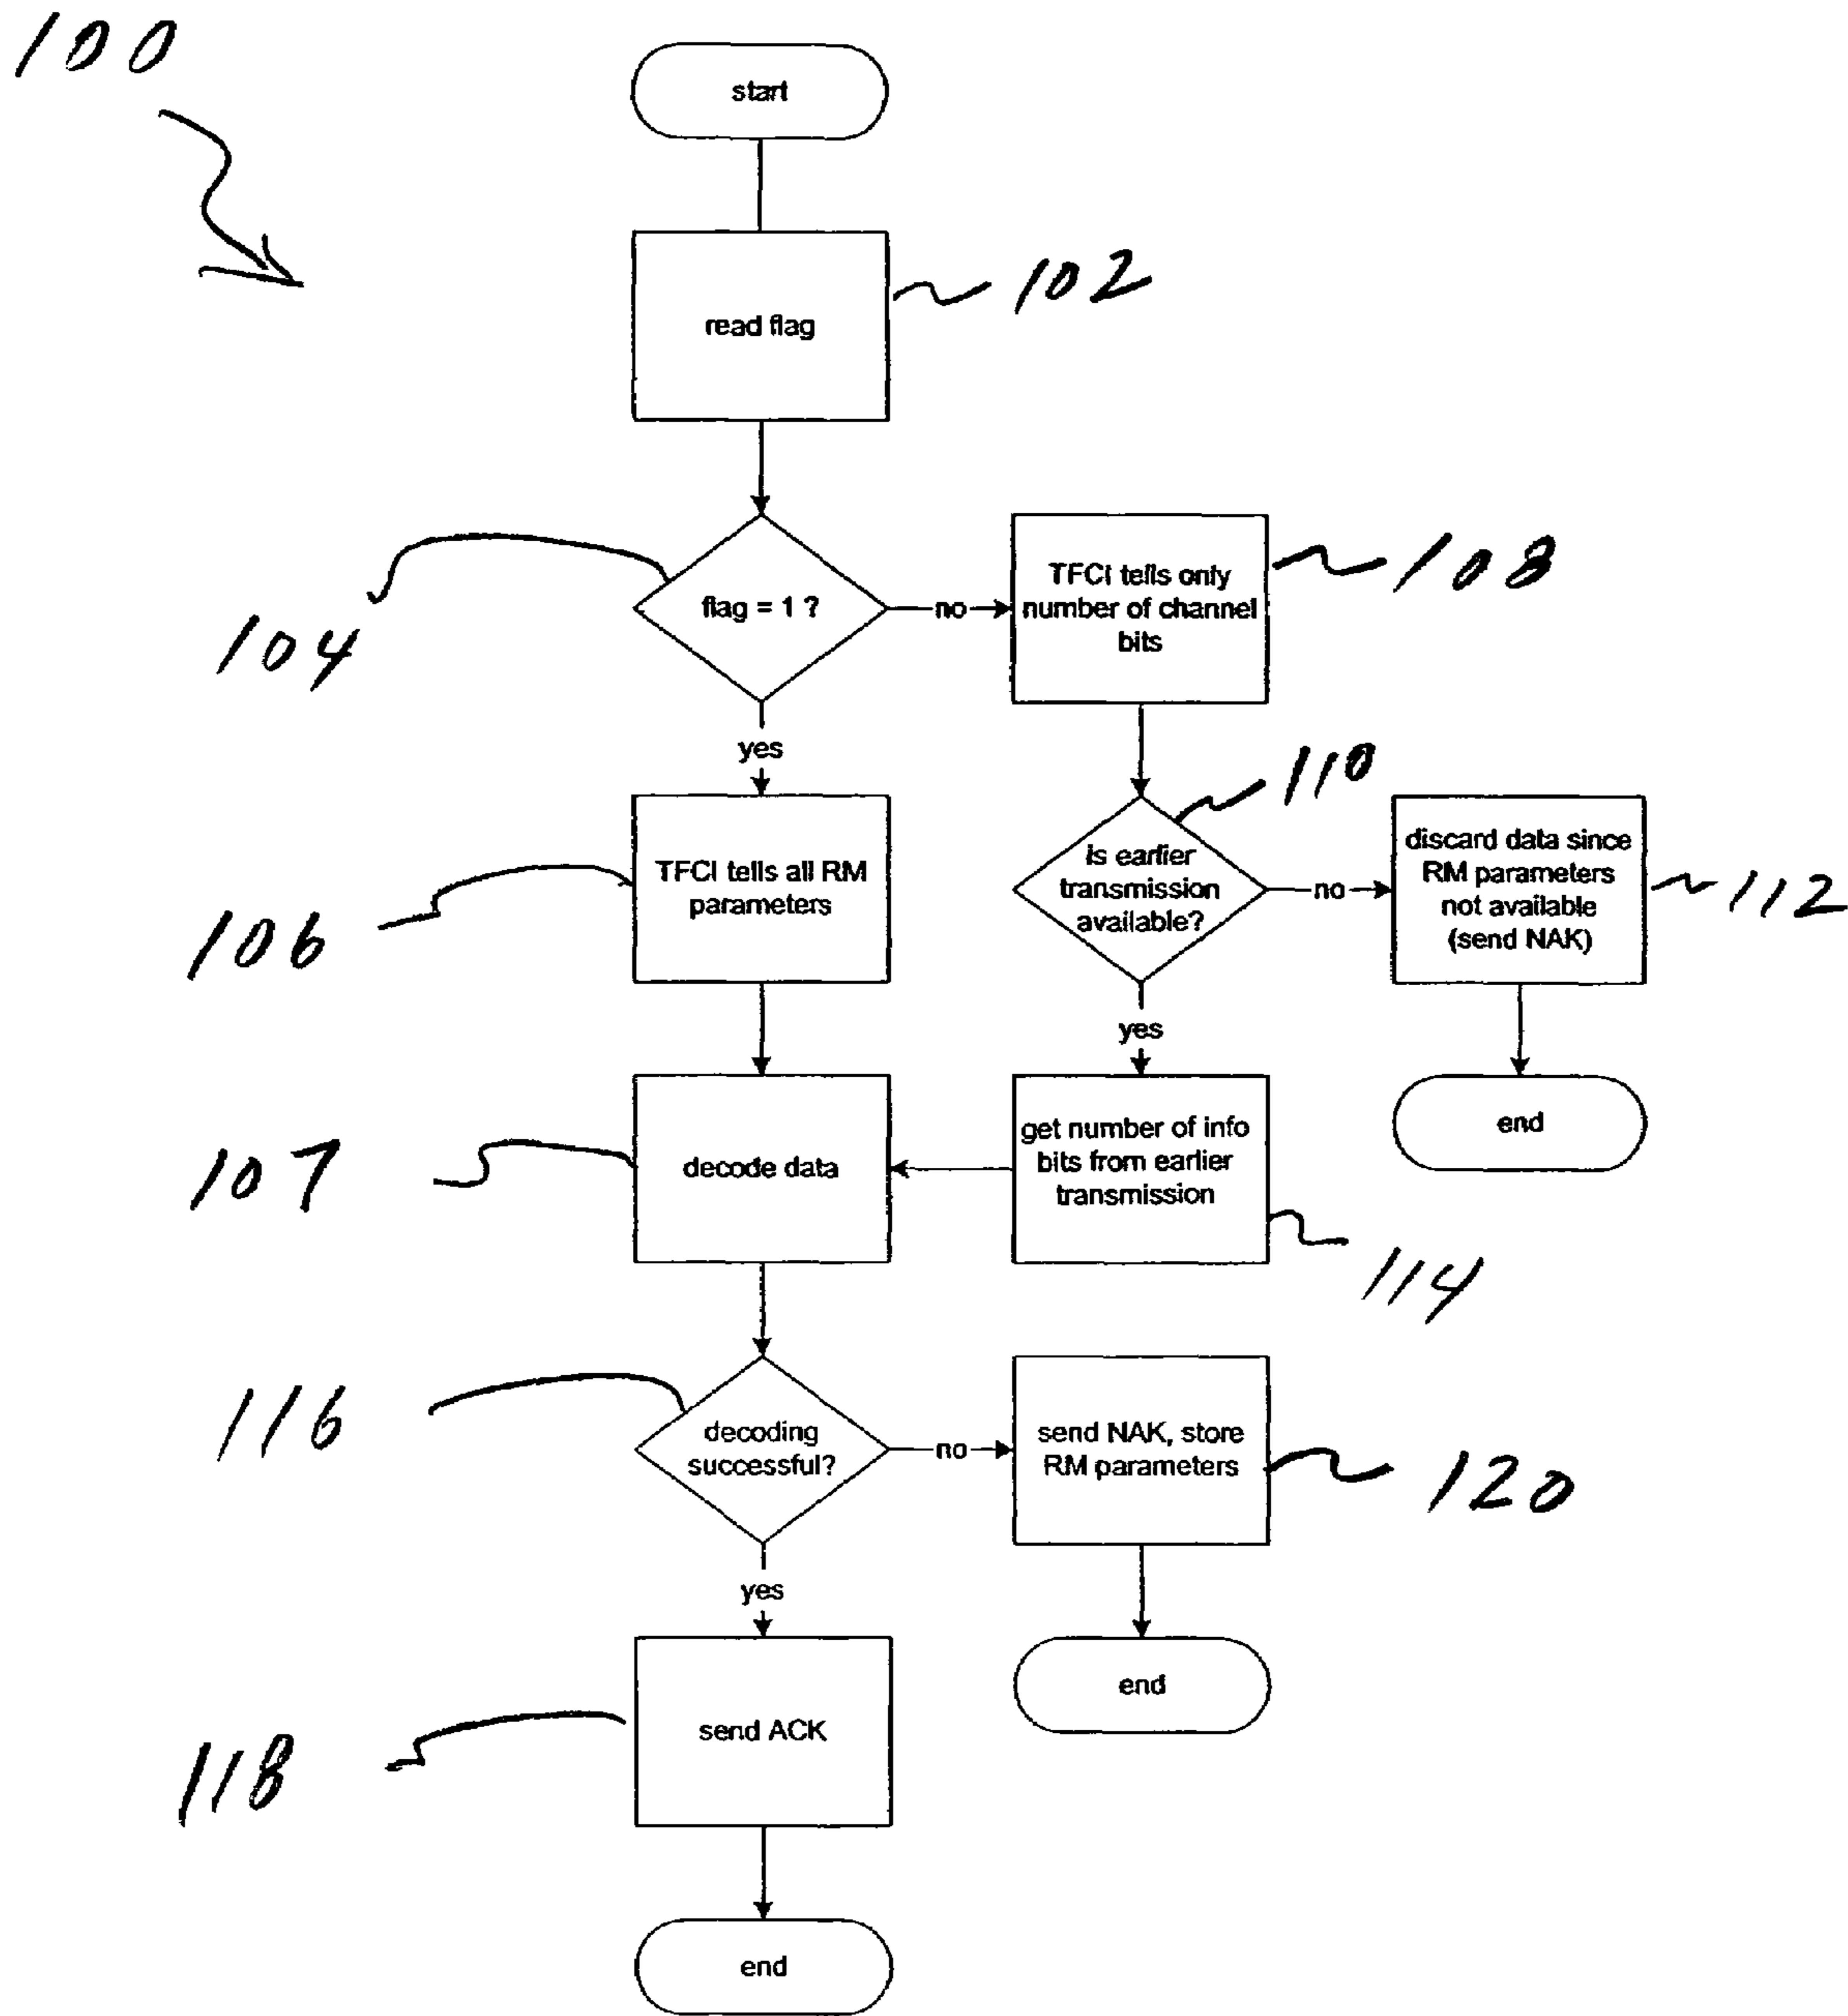 100
start
read flag
102
104
flag = 1 ?
no
TFCI tells only
number of channel
bits
108
yes
110
106
TFCI tells all RM
parameters
is earlier
transmission
available?
no
discard data since
RM parameters
not available
(send NAK)
112
yes
107
decode data
get number of info
bits from earlier
transmission
114
end
116
decoding
successful?
no
send NAK, store
RM parameters
120
yes
118
send ACK
end
end